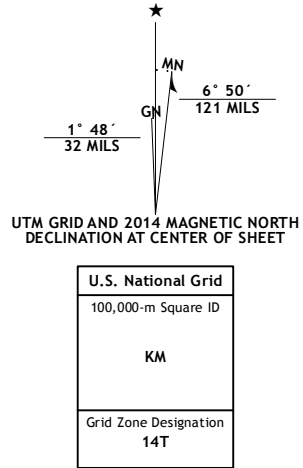 ★
MN
GN
6° 50´
121 MILS
1° 48´
32 MILS
UTM GRID AND 2014 MAGNETIC NORTH
DECLINATION AT CENTER OF SHEET
U.S. National Grid
100,000-m Square ID
KM
Grid Zone Designation
14T